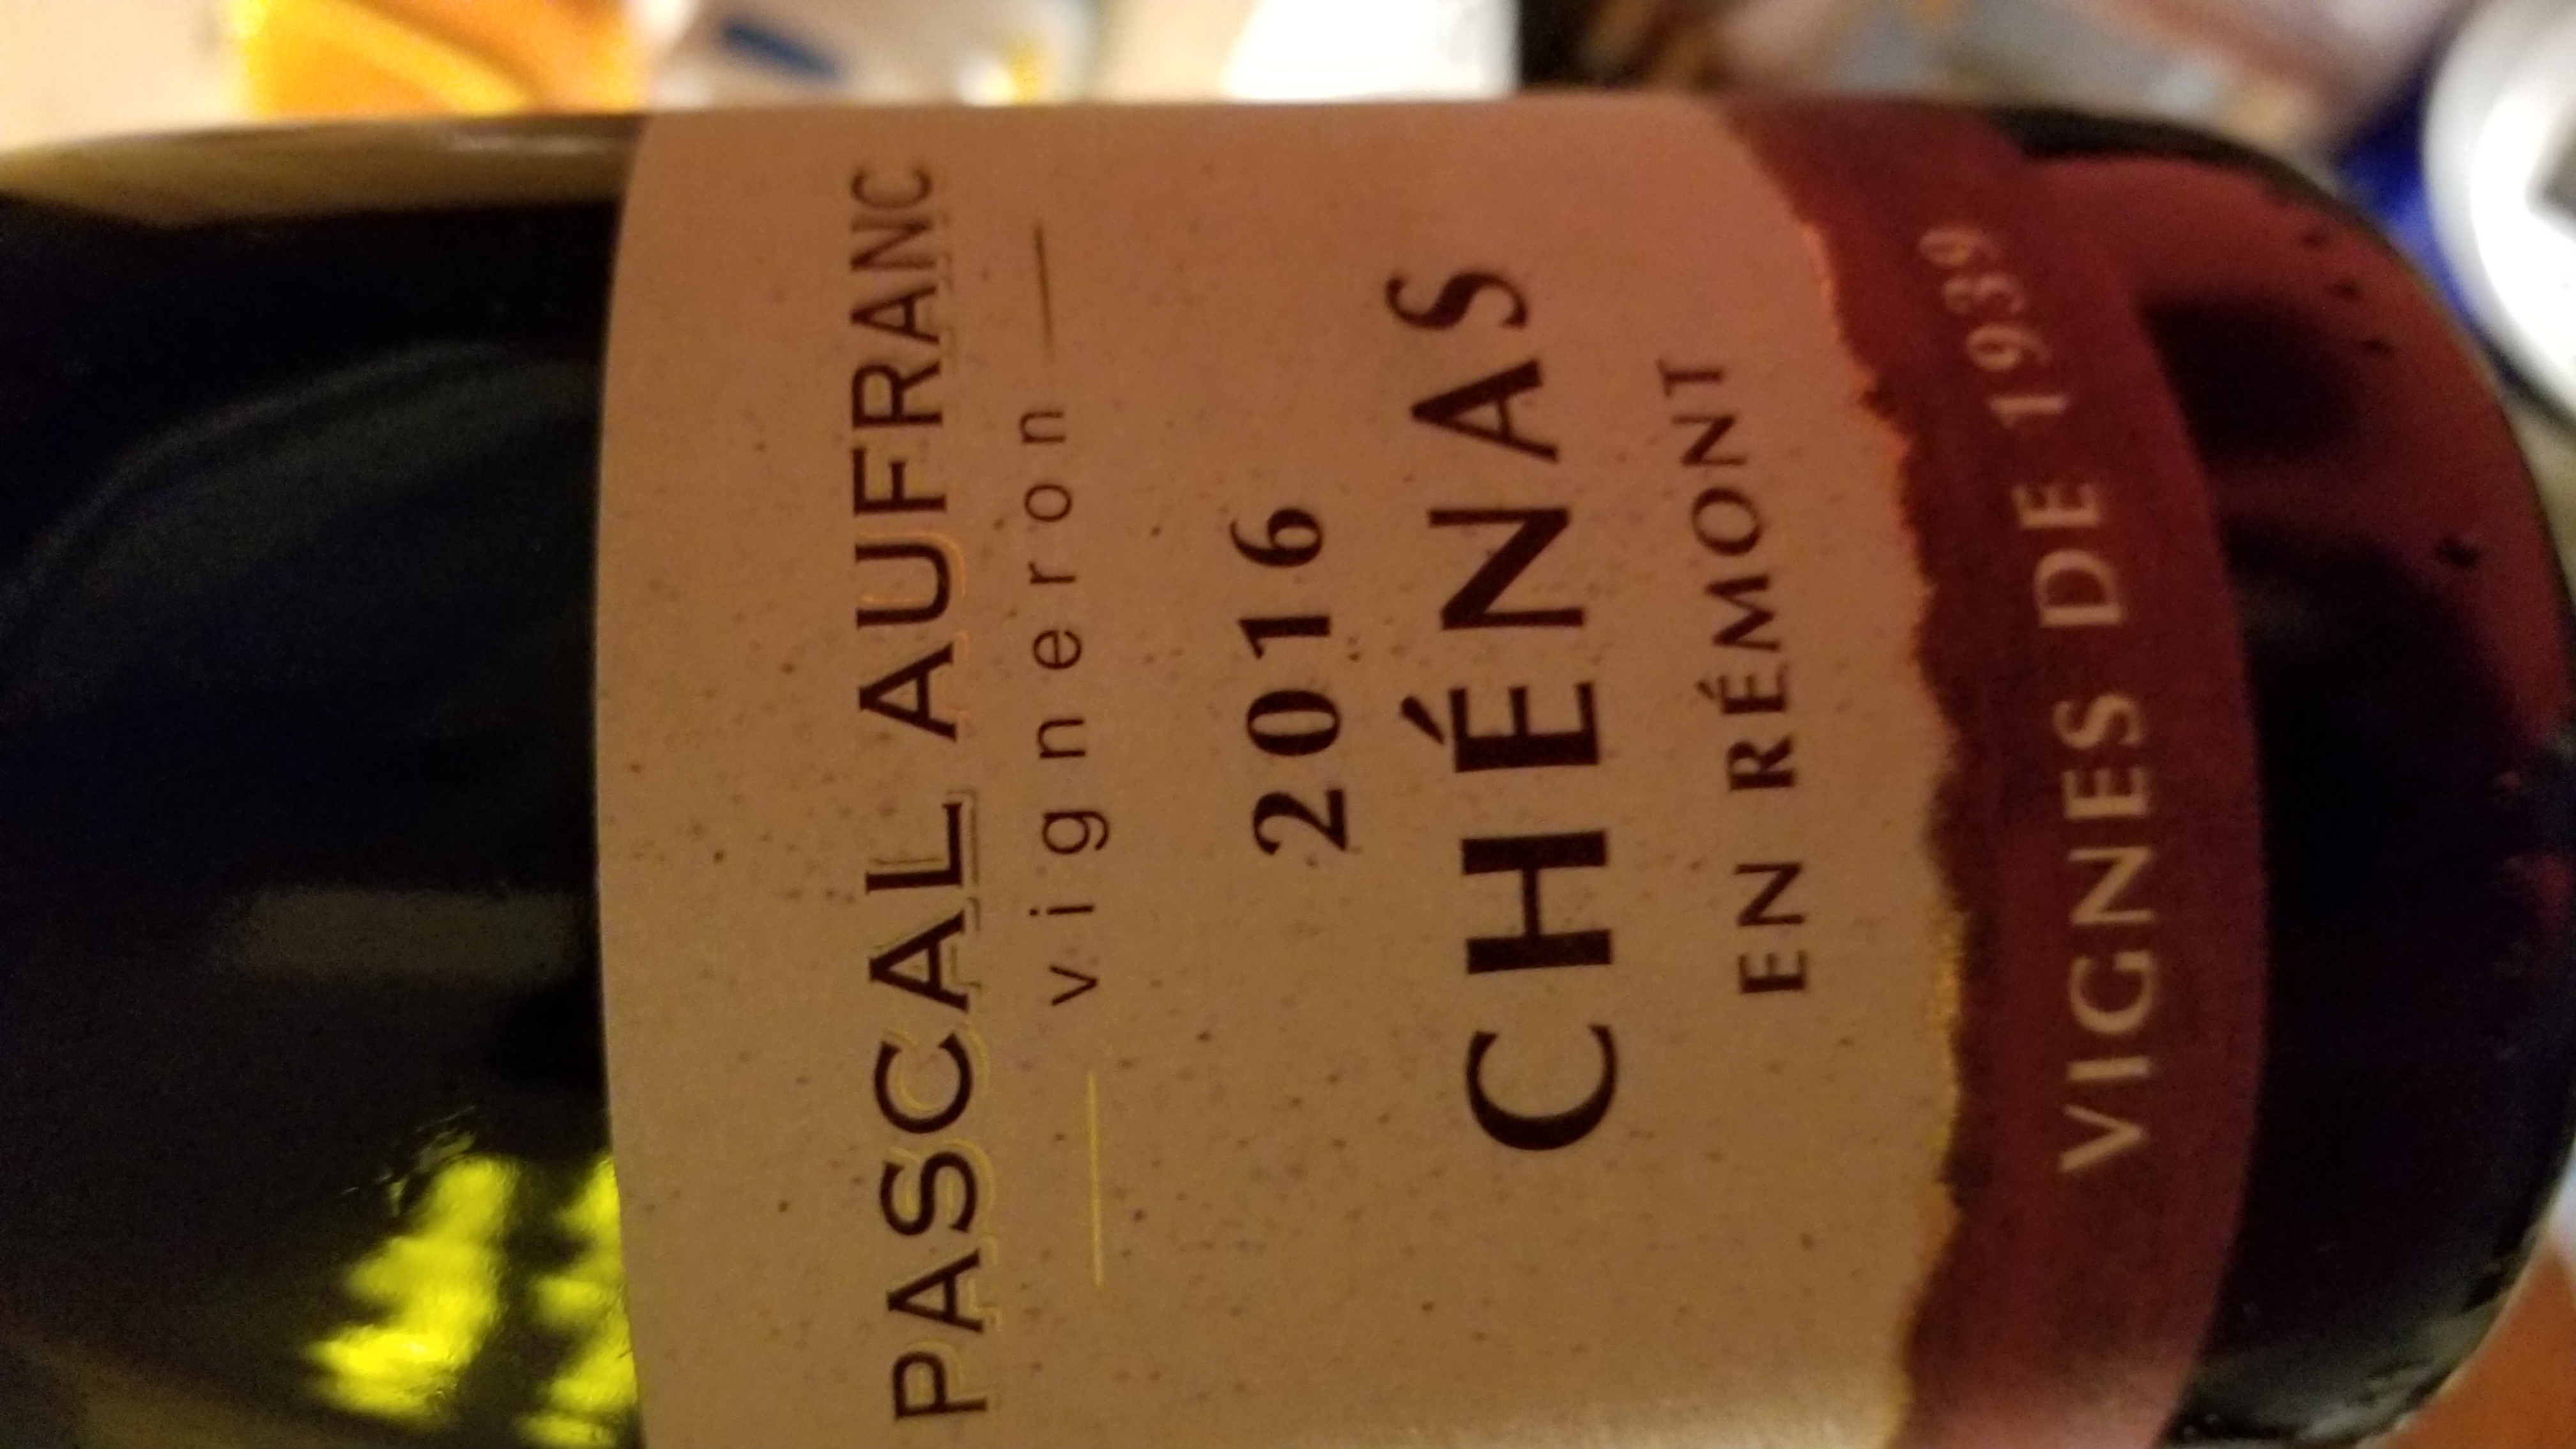 PASCAL AUFRANC
vigneron
2016
CHÉNAS
EN RÉMONT
VIGNES DE 1939